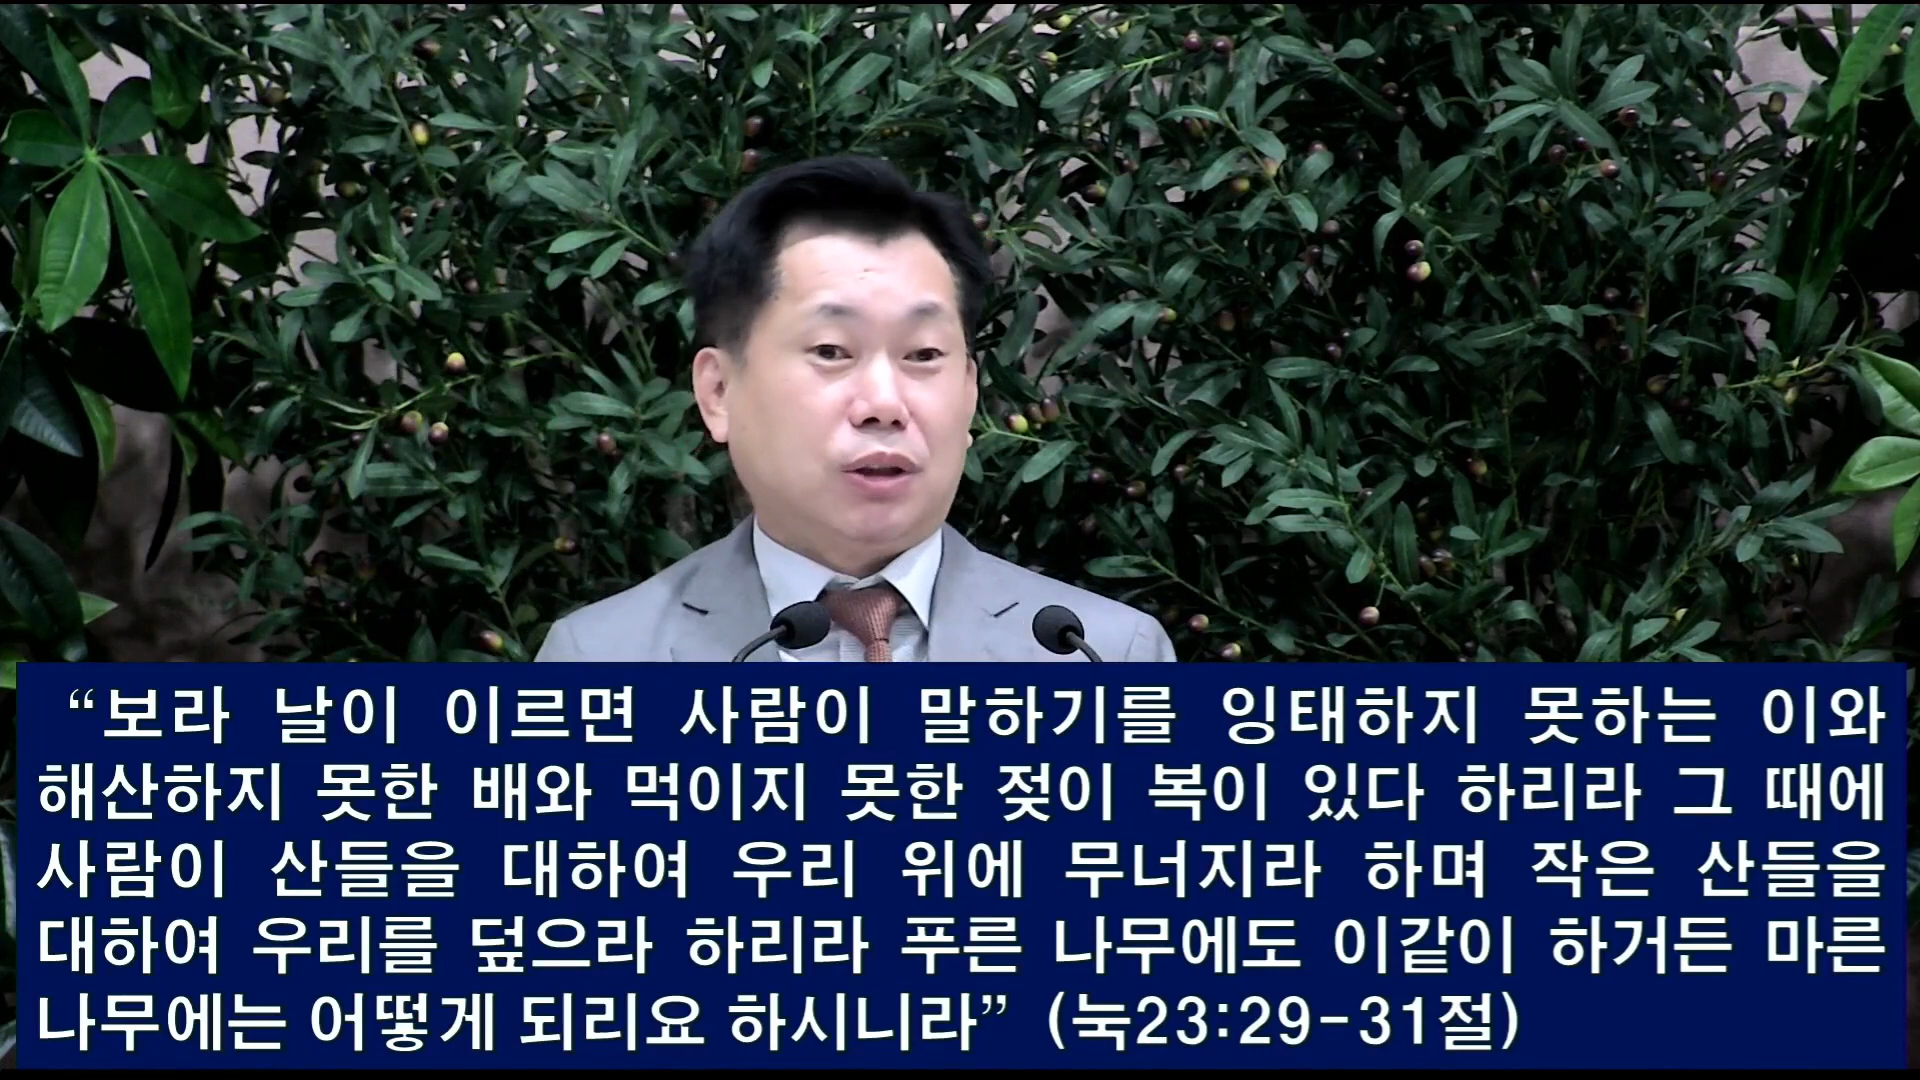 “보라 날이 이르면 사람이 말하기를 잉태하지 못하는 이와
해산하지 못한 배와 먹이지 못한 젖이 복이 있다 하리라 그 때에
사람이 산들을 대하여 우리 위에 무너지라 하며 작은 산들을
대하여 우리를 덮으라 하리라 푸른 나무에도 이같이 하거든 마른
나무에는 어떻게 되리요 하시니라” (눅23:29-31절)